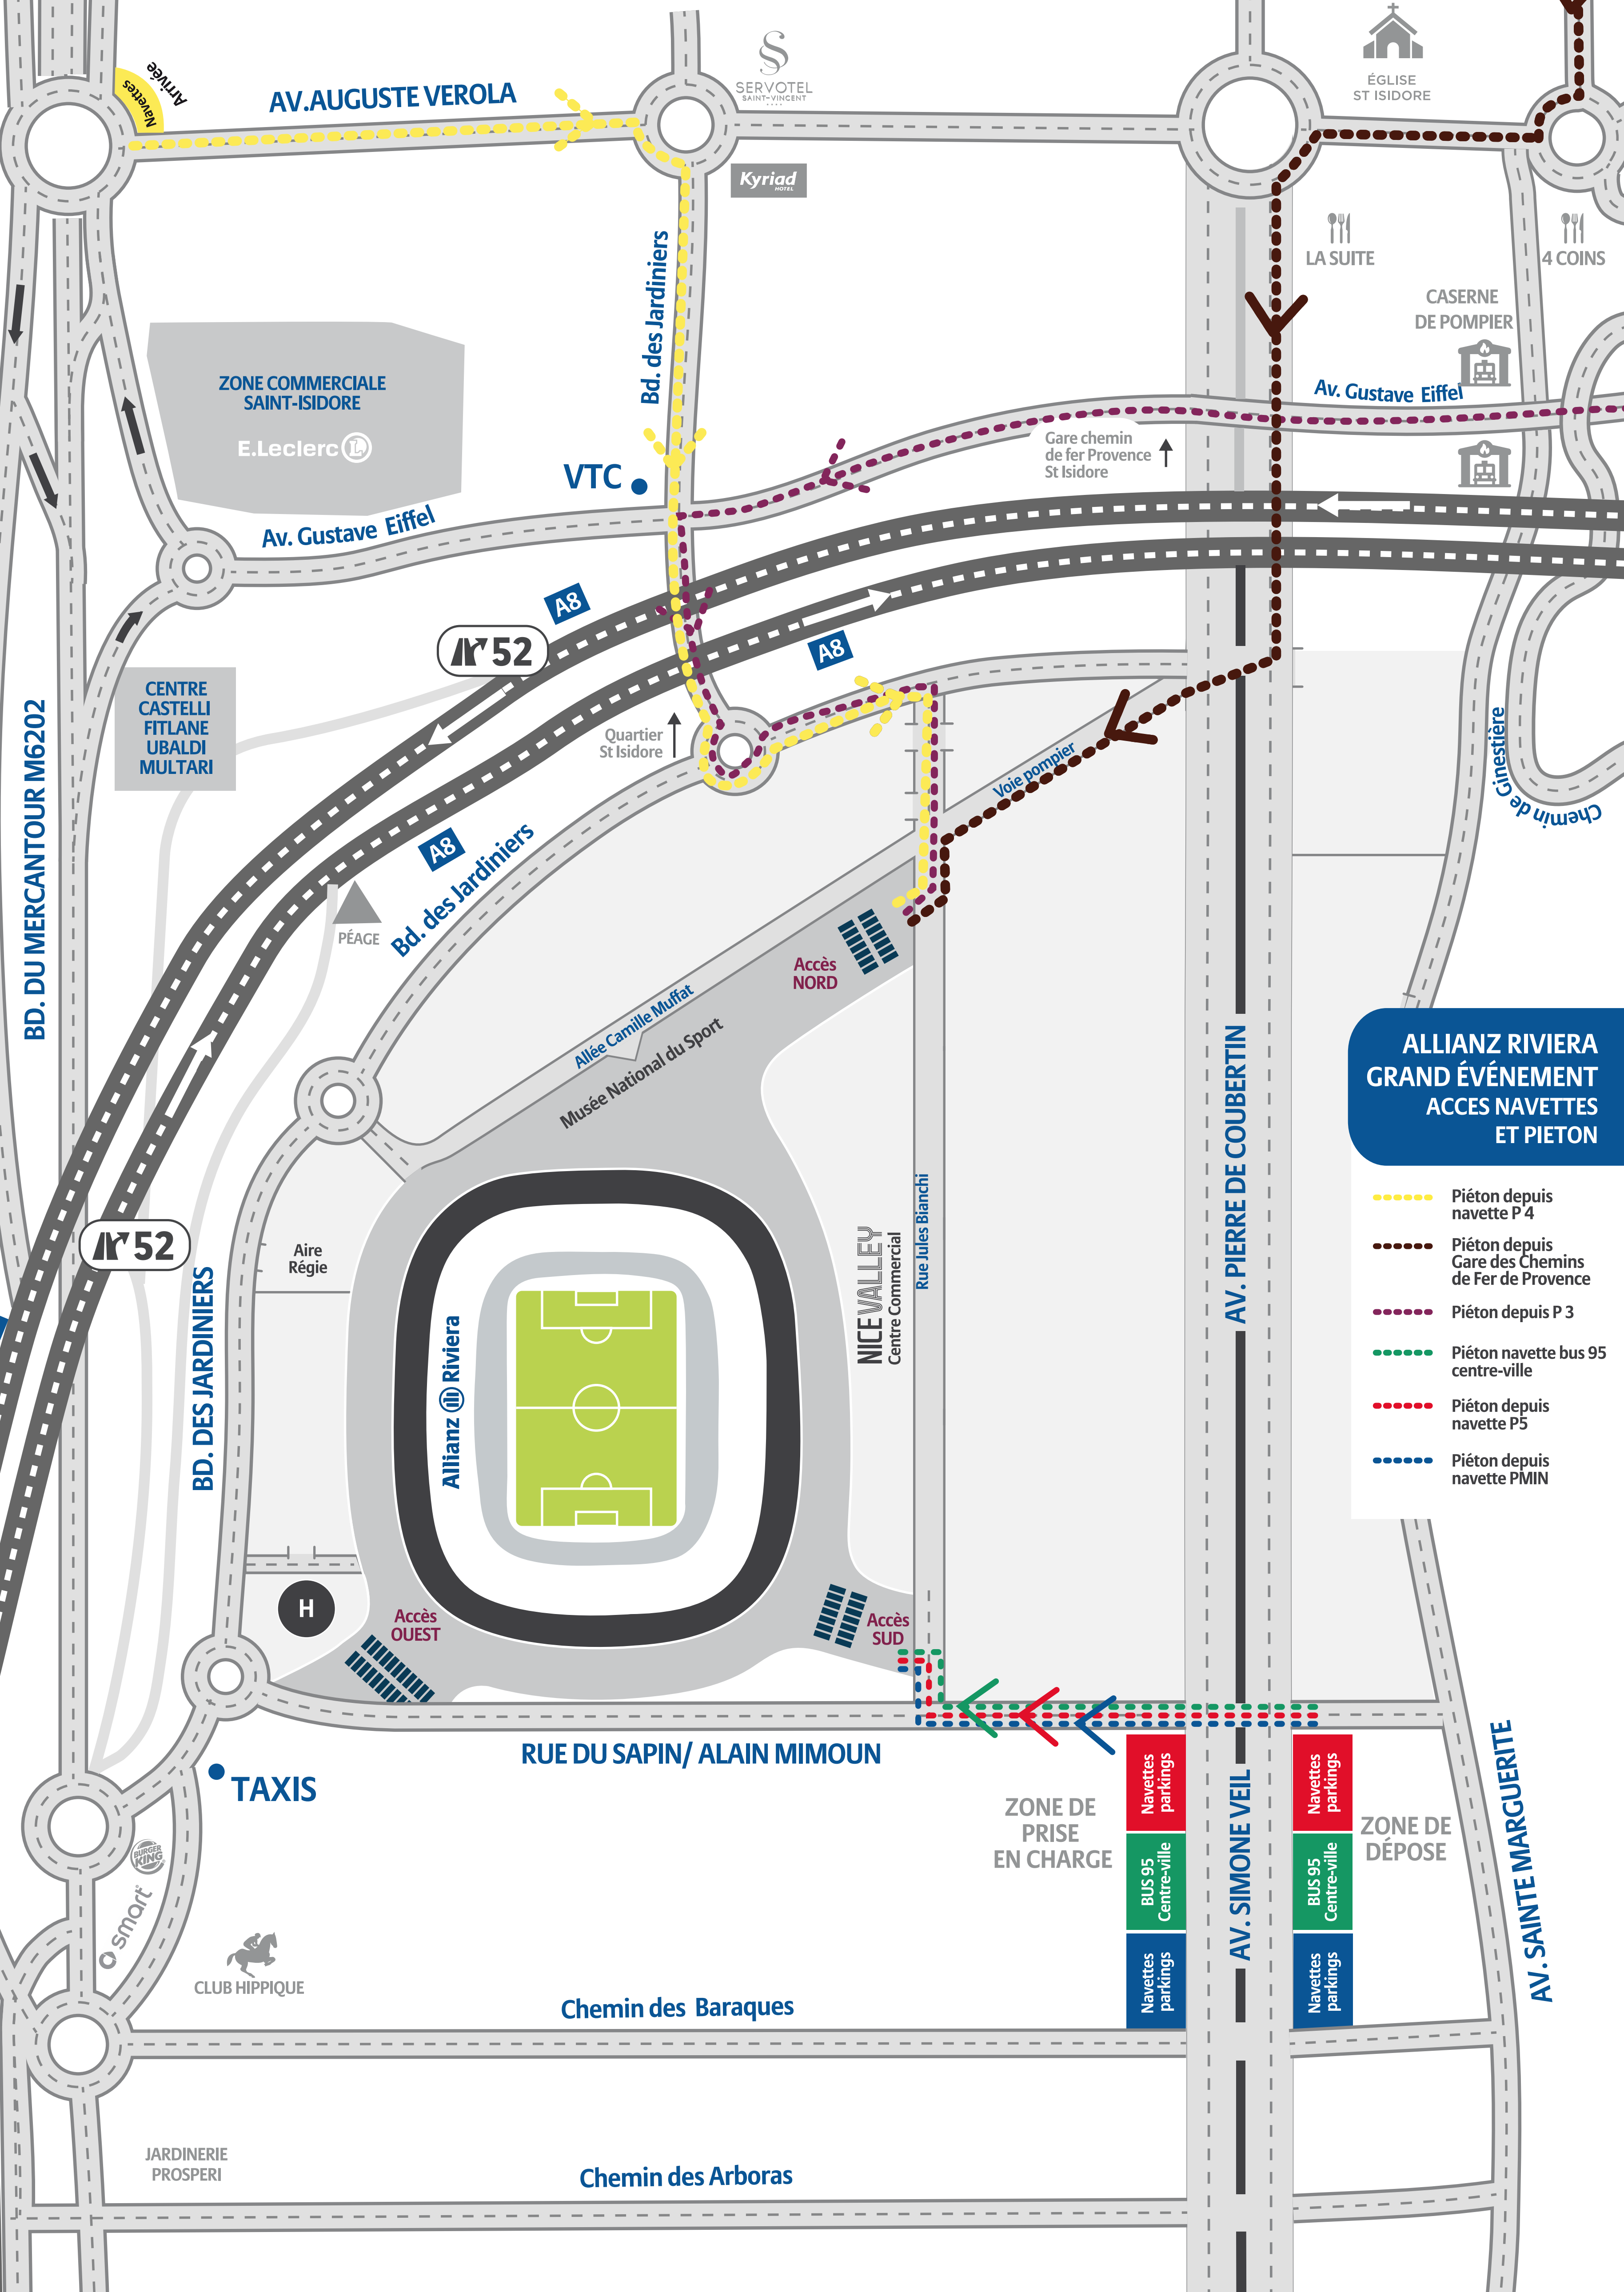 Arrivée
Navettes
AV.AUGUSTE VEROLA
SERVOTEL
SAINT-VINCENT
Kyriad
HOTEL
ÉGLISE
ST ISIDORE
LA SUITE
4 COINS
CASERNE
DE POMPIER
Bd. des Jardiniers
ZONE COMMERCIALE
SAINT-ISIDORE
E.Leclerc L
VTC
Av. Gustave Eiffel
Av. Gustave Eiffel
Gare chemin
de fer Provence
St Isidore
A8
52
A8
A8
CENTRE
CASTELLI
FITLANE
UBALDI
MULTARI
BD. DU MERCANTOUR M6202
Quartier
St Isidore
Voie pompier
Chemin de Ginestière
PÉAGE
Bd. des Jardiniers
Accès
NORD
Allée Camille Muffat
Musée National du Sport
AV. PIERRE DE COUBERTIN
ALLIANZ RIVIERA
GRAND ÉVÉNEMENT
ACCES NAVETTES
ET PIETON
Piéton depuis
navette P 4
Piéton depuis
Gare des Chemins
de Fer de Provence
Piéton depuis P 3
Piéton navette bus 95
centre-ville
Piéton depuis
navette P5
Piéton depuis
navette PMIN
52
Aire
Régie
BD. DES JARDINIERS
Allianz Riviera
NICE VALLEY
Centre Commercial
Rue Jules Bianchi
H
Accès
OUEST
Accès
SUD
RUE DU SAPIN/ ALAIN MIMOUN
TAXIS
BURGER
KING
smart
CLUB HIPPIQUE
ZONE DE
PRISE
EN CHARGE
Navettes
parkings
BUS 95
Centre-ville
Navettes
parkings
AV. SIMONE VEIL
Navettes
parkings
BUS 95
Centre-ville
Navettes
parkings
ZONE DE
DÉPOSE
AV. SAINTE MARGUERITE
Chemin des Baraques
JARDINERIE
PROSPERI
Chemin des Arboras